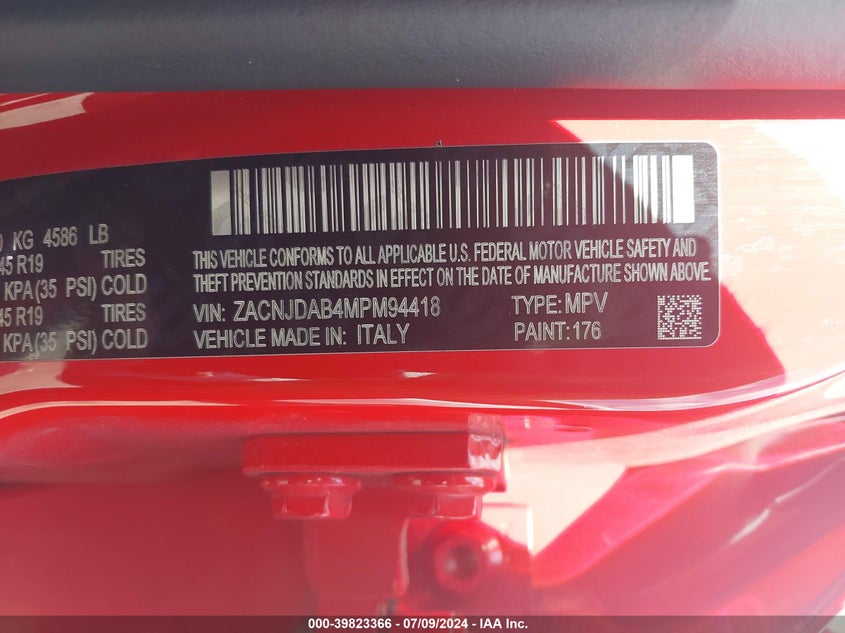 KG 4586 LB
45 R19 TIRES
KPA (35 PSI) COLD
45 R19 TIRES
KPA (35 PSI) COLD
THIS VEHICLE CONFORMS TO ALL APPLICABLE U.S. FEDERAL MOTOR VEHICLE SAFETY AND
THEFT PREVENTION STANDARDS IN EFFECT ON THE DATE OF MANUFACTURE SHOWN ABOVE.
VIN: ZACNJDAB4MPM94418 TYPE: MPV
VEHICLE MADE IN: ITALY PAINT: 176
000-39823366 - 07/09/2024 - IAA Inc.